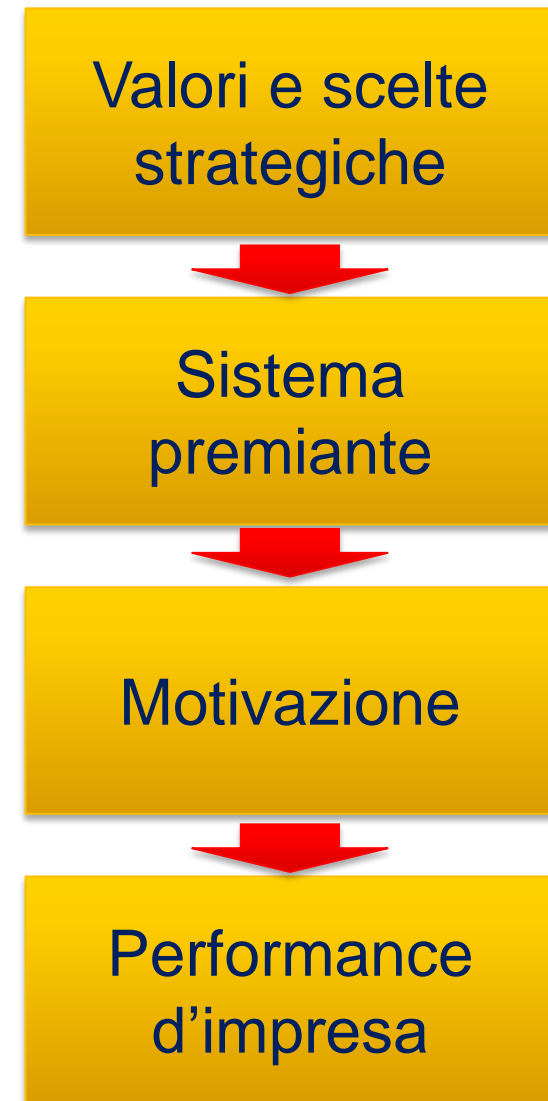 Valori e scelte
strategiche
Sistema
premiante
Motivazione
Performance
d’impresa